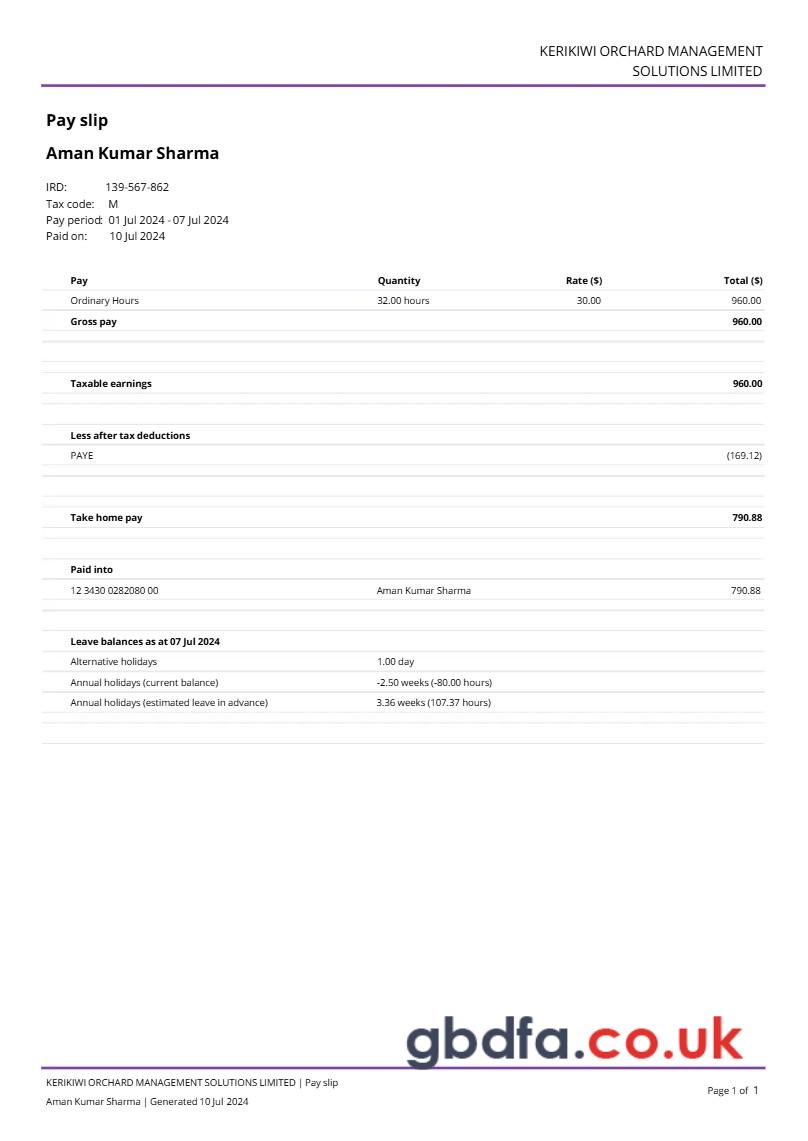 KERIKIWI ORCHARD MANAGEMENT
SOLUTIONS LIMITED
Pay slip
Aman Kumar Sharma
IRD: 139-567-862
Tax code: M
Pay period: 01 Jul 2024 - 07 Jul 2024
Paid on: 10 Jul 2024
Pay Quantity Rate ($) Total ($)
Ordinary Hours 32.00 hours 30.00 960.00
Gross pay 960.00
Taxable earnings 960.00
Less after tax deductions
PAYE (169.12)
Take home pay 790.88
Paid into
12 3430 0282080 00 Aman Kumar Sharma 790.88
Leave balances as at 07 Jul 2024
Alternative holidays 1.00 day
Annual holidays (current balance) -2.50 weeks (-80.00 hours)
Annual holidays (estimated leave in advance) 3.36 weeks (107.37 hours)
gbdfa.co.uk
KERIKIWI ORCHARD MANAGEMENT SOLUTIONS LIMITED | Pay slip
Aman Kumar Sharma | Generated 10 Jul 2024
Page 1 of 1